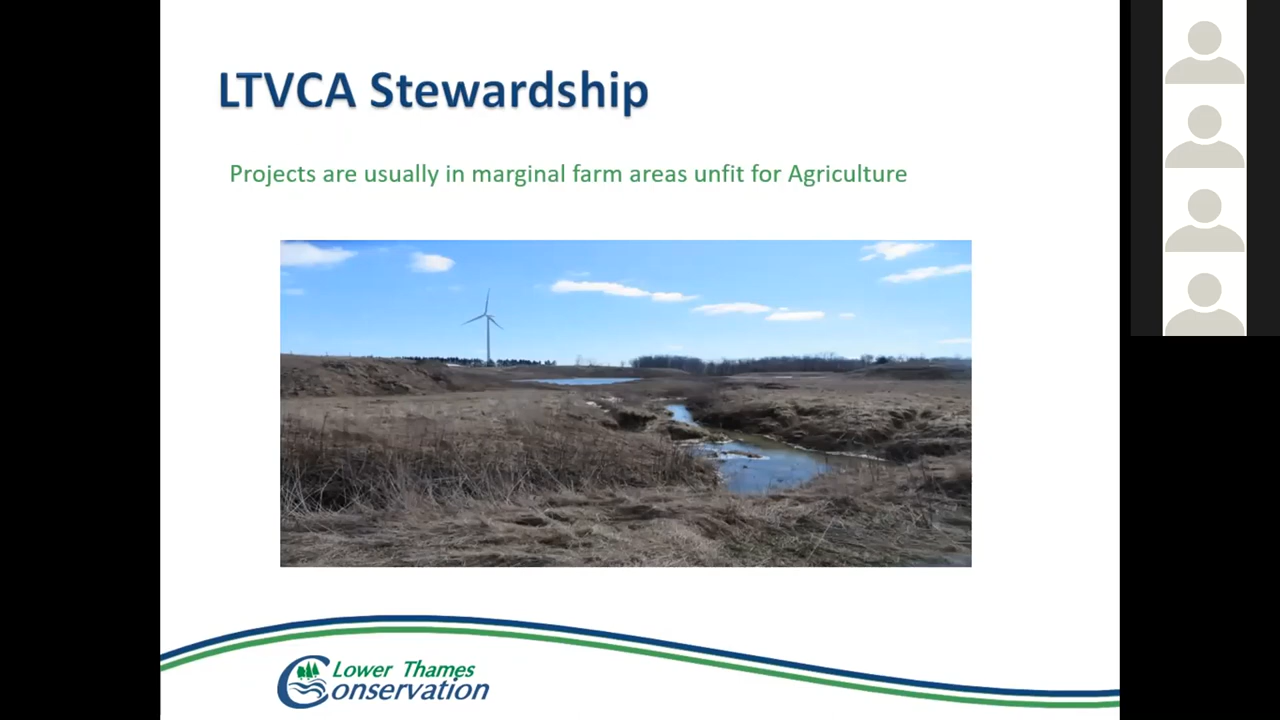 LTVCA Stewardship
Projects are usually in marginal farm areas unfit for Agriculture
Lower Thames
Conservation